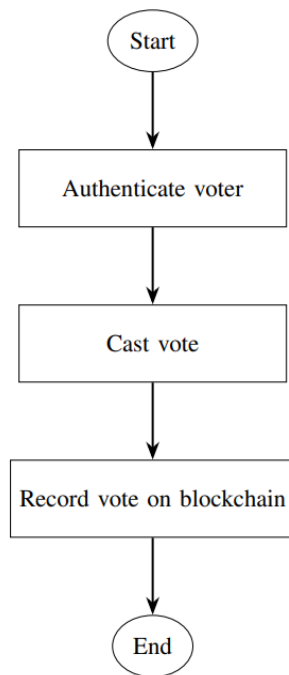 Start
Authenticate voter
Cast vote
Record vote on blockchain
End